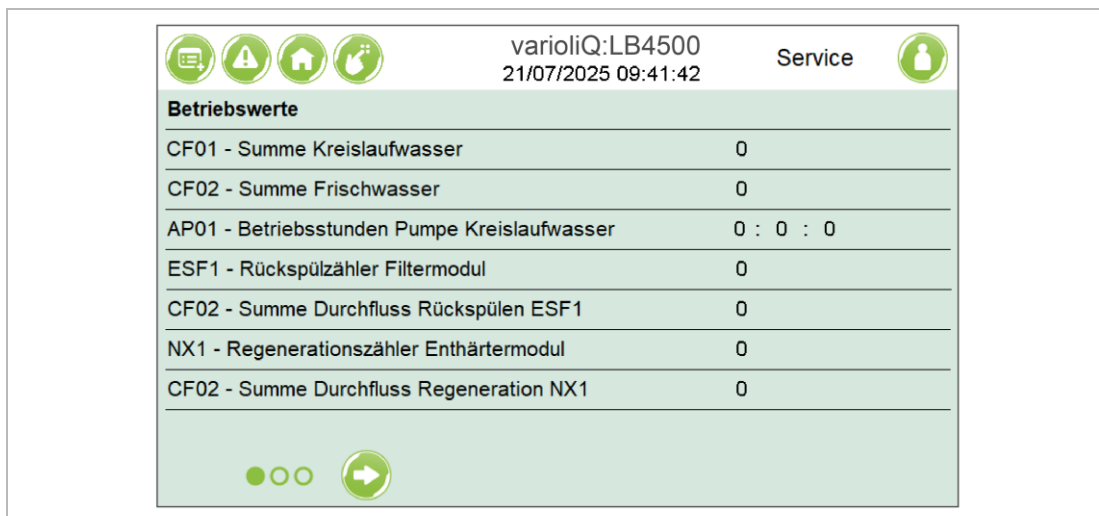 varioliQ:LB4500
21/07/2025 09:41:42
Service
Betriebswerte
CF01 - Summe Kreislaufwasser 0
CF02 - Summe Frischwasser 0
AP01 - Betriebsstunden Pumpe Kreislaufwasser 0 : 0 : 0
ESF1 - Rückspülzähler Filtermodul 0
CF02 - Summe Durchfluss Rückspülen ESF1 0
NX1 - Regenerationszähler Enthärtermodul 0
CF02 - Summe Durchfluss Regeneration NX1 0